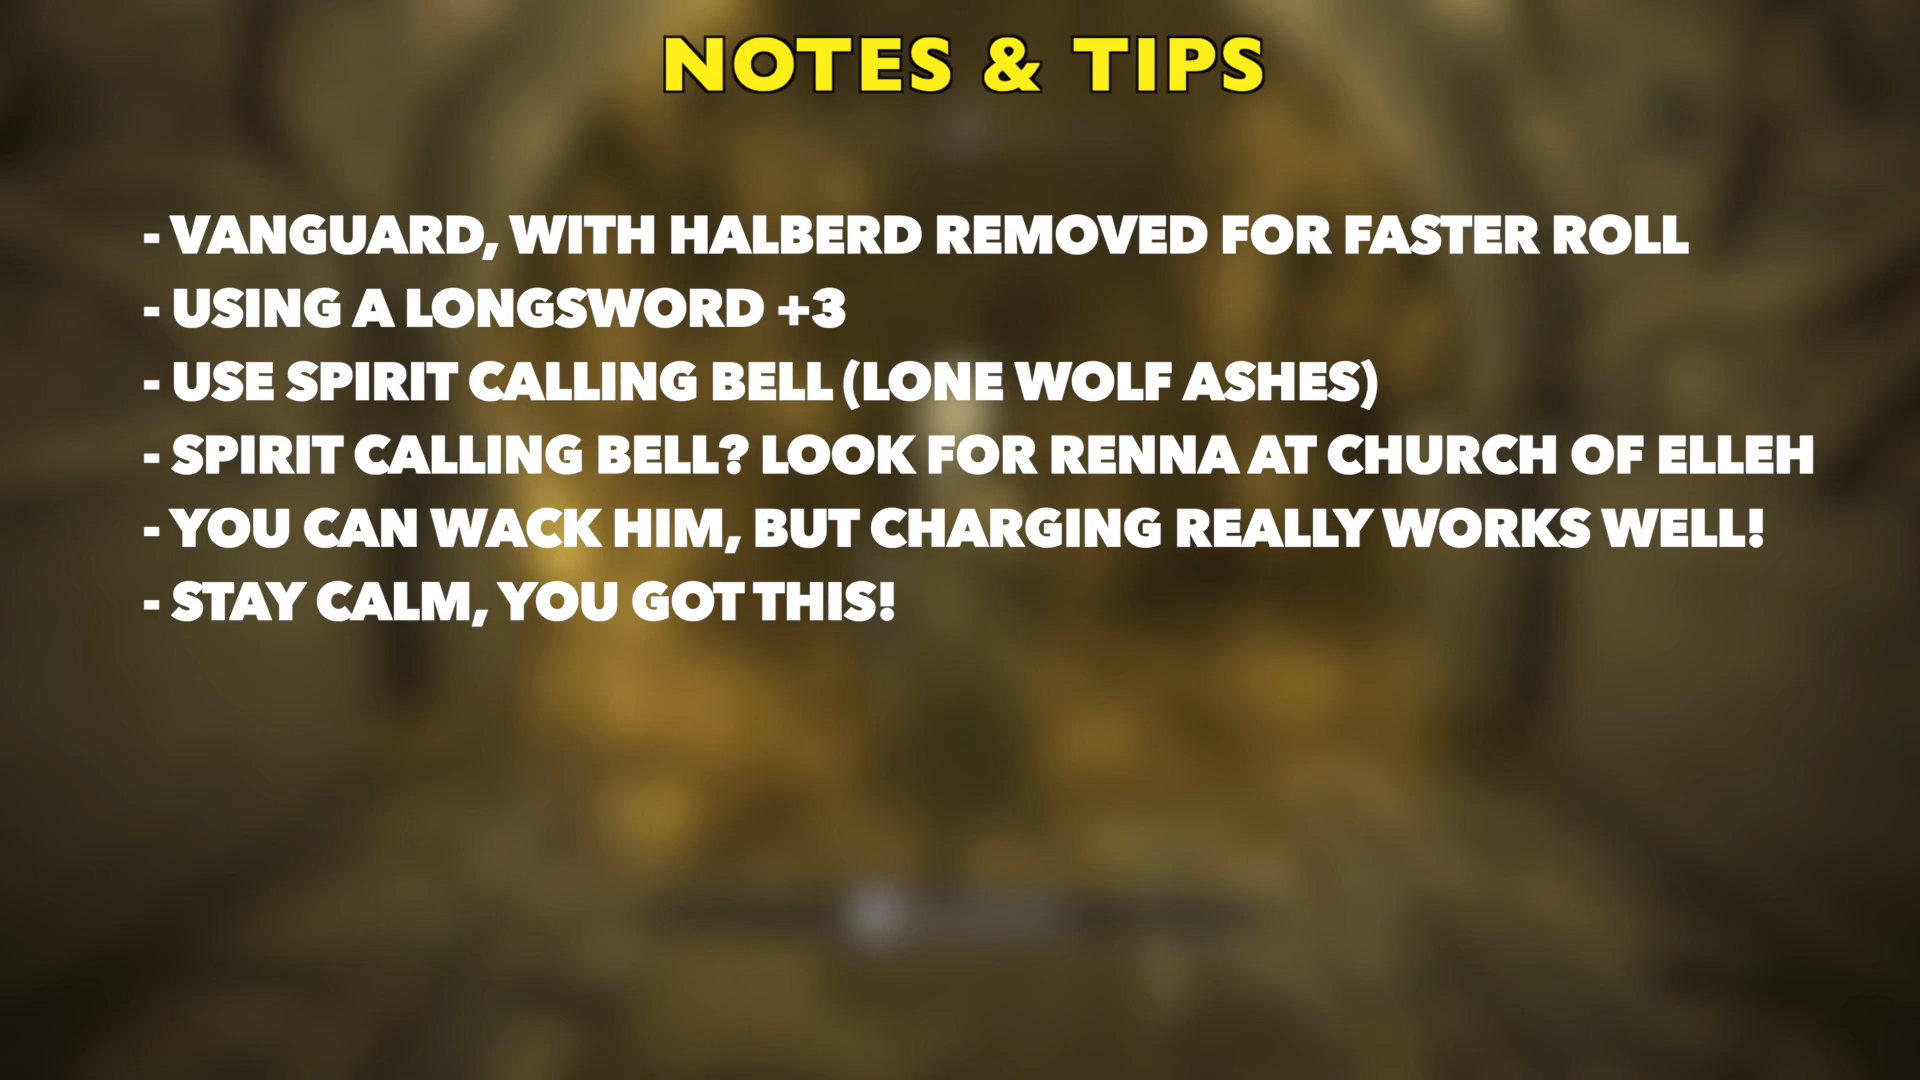 NOTES & TIPS
- VANGUARD, WITH HALBERD REMOVED FOR FASTER ROLL
- USING A LONGSWORD +3
- USE SPIRIT CALLING BELL (LONE WOLF ASHES)
- SPIRIT CALLING BELL? LOOK FOR RENNA AT CHURCH OF ELLEH
- YOU CAN WACK HIM, BUT CHARGING REALLY WORKS WELL!
- STAY CALM, YOU GOT THIS!